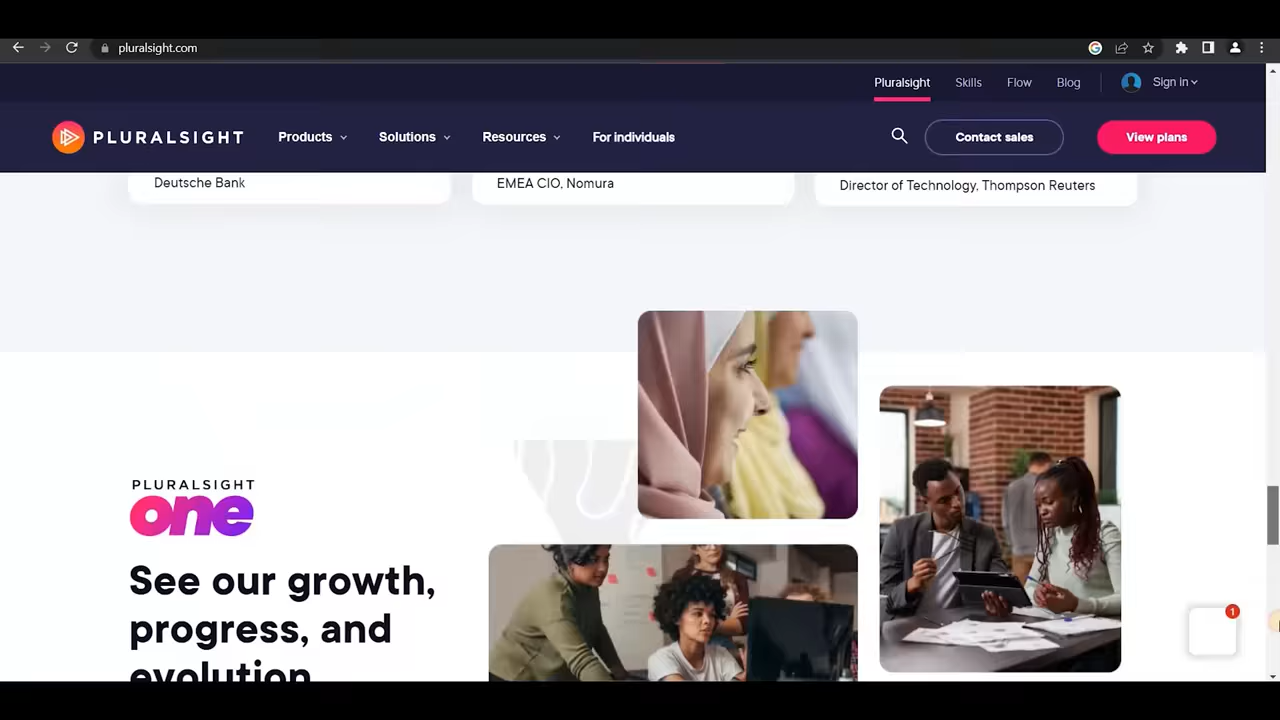 pluralsight.com
Pluralsight Skills Flow Blog Sign in
PLURALSIGHT Products Solutions Resources For individuals Contact sales View plans
Deutsche Bank
EMEA CIO, Nomura
Director of Technology, Thompson Reuters
PLURALSIGHT
one
See our growth,
progress, and
evolution
1